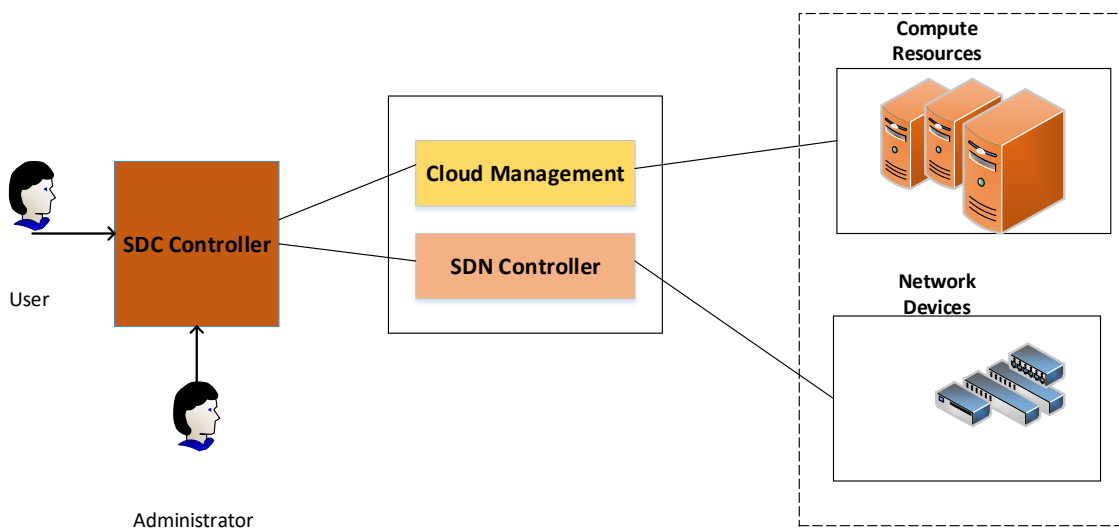 Compute
Resources
Cloud Management
SDC Controller
SDN Controller
User
Network
Devices
Administrator